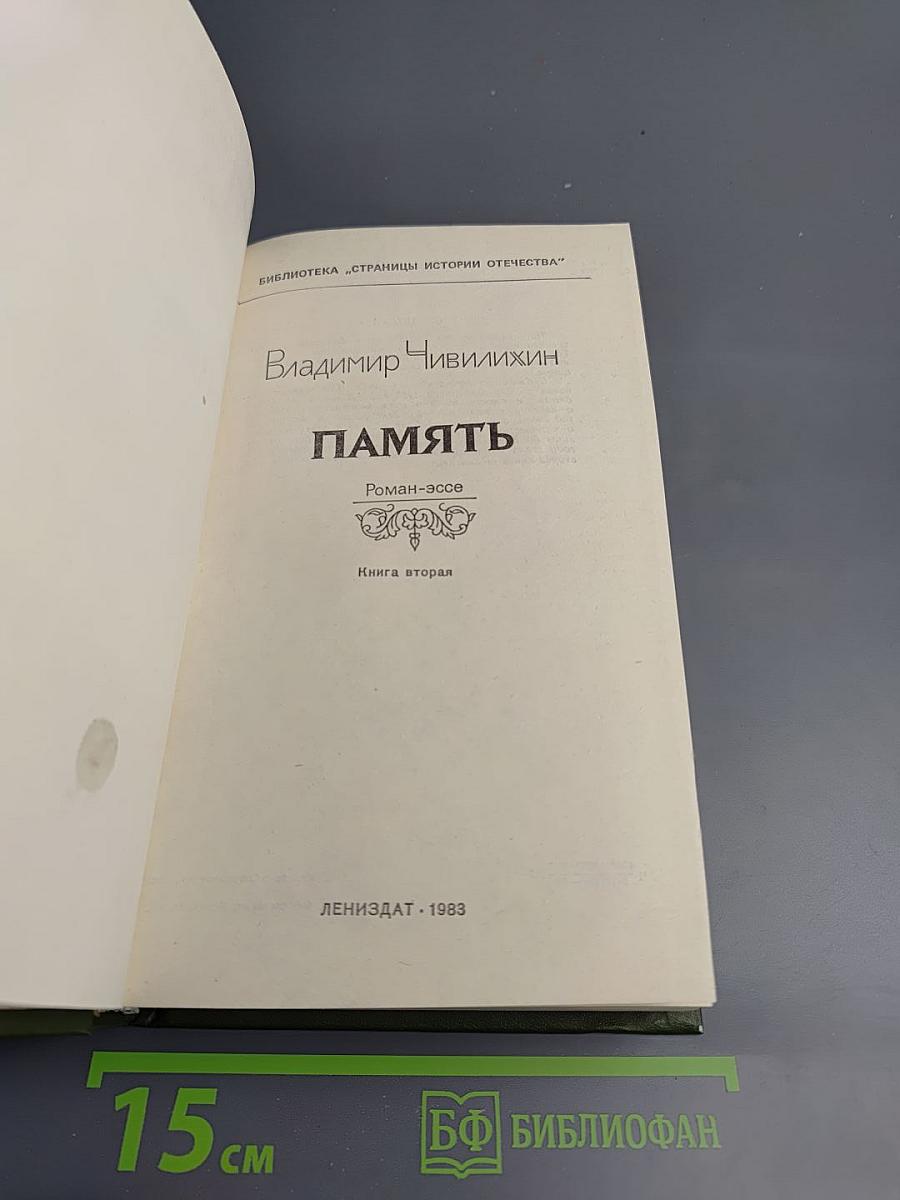 БИБЛИОТЕКА „СТРАНИЦЫ ИСТОРИИ ОТЕЧЕСТВА"
Владимир Чивилихин
ПАМЯТЬ
Роман-эссе
Книга вторая
ЛЕНИЗДАТ · 1983
15 см
БФ БИБЛИОФАН